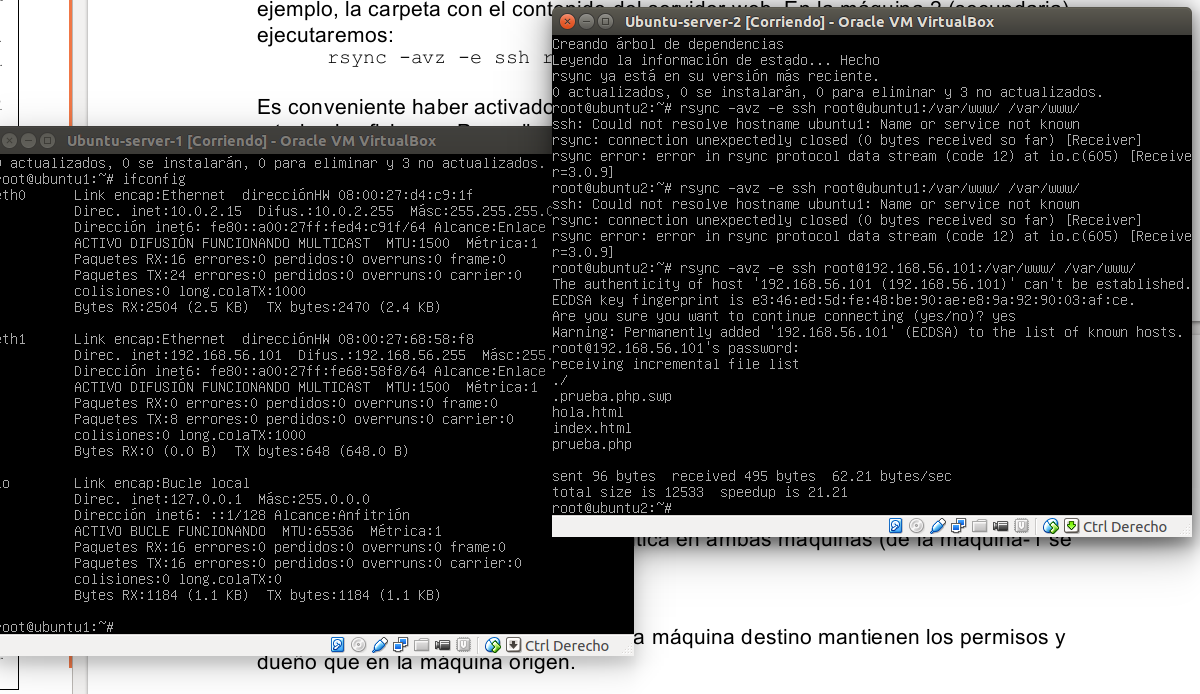 ejemplo, la carpeta con el contenido del servidor web. En la máquina 2 (secundaria)
ejecutaremos:
rsync -avz -e ssh r
Es conveniente haber activado
Ubuntu-server-2 [Corriendo] - Oracle VM VirtualBox
Creando árbol de dependencias
Leyendo la información de estado... Hecho
rsync ya está en su versión más reciente.
0 actualizados, 0 se instalarán, 0 para eliminar y 3 no actualizados.
root@ubuntu2:~# rsync -avz -e ssh root@ubuntu1:/var/www/ /var/www/
ssh: Could not resolve hostname ubuntu1: Name or service not known
rsync: connection unexpectedly closed (0 bytes received so far) [Receiver]
rsync error: error in rsync protocol data stream (code 12) at io.c(605) [Receive
r=3.0.9]
root@ubuntu2:~# rsync -avz -e ssh root@ubuntu1:/var/www/ /var/www/
ssh: Could not resolve hostname ubuntu1: Name or service not known
rsync: connection unexpectedly closed (0 bytes received so far) [Receiver]
rsync error: error in rsync protocol data stream (code 12) at io.c(605) [Receive
r=3.0.9]
root@ubuntu2:~# rsync -avz -e ssh root@192.168.56.101:/var/www/ /var/www/
The authenticity of host '192.168.56.101 (192.168.56.101)' can't be established.
ECDSA key fingerprint is e3:46:ed:5d:fe:48:be:90:ae:e8:9a:92:90:03:af:ce.
Are you sure you want to continue connecting (yes/no)? yes
Warning: Permanently added '192.168.56.101' (ECDSA) to the list of known hosts.
root@192.168.56.101's password:
receiving incremental file list
./
.prueba.php.swp
hola.html
index.html
prueba.php
sent 96 bytes  received 495 bytes  62.21 bytes/sec
total size is 12533  speedup is 21.21
root@ubuntu2:~#
Ctrl Derecho
Ubuntu-server-1 [Corriendo] - Oracle VM VirtualBox
0 actualizados, 0 se instalarán, 0 para eliminar y 3 no actualizados.
root@ubuntu1:~# ifconfig
eth0 Link encap:Ethernet  direcciónHW 08:00:27:d4:c9:1f
Direc. inet:10.0.2.15  Difus.:10.0.2.255  Másc:255.255.255.0
Dirección inet6: fe80::a00:27ff:fed4:c91f/64 Alcance:Enlace
ACTIVO DIFUSIÓN FUNCIONANDO MULTICAST  MTU:1500  Métrica:1
Paquetes RX:16 errores:0 perdidos:0 overruns:0 frame:0
Paquetes TX:24 errores:0 perdidos:0 overruns:0 carrier:0
colisiones:0 long.colaTX:1000
Bytes RX:2504 (2.5 KB)  TX bytes:2470 (2.4 KB)
eth1 Link encap:Ethernet  direcciónHW 08:00:27:68:58:f8
Direc. inet:192.168.56.101  Difus.:192.168.56.255  Másc:255.
Dirección inet6: fe80::a00:27ff:fe68:58f8/64 Alcance:Enlace
ACTIVO DIFUSIÓN FUNCIONANDO MULTICAST  MTU:1500  Métrica:1
Paquetes RX:0 errores:0 perdidos:0 overruns:0 frame:0
Paquetes TX:8 errores:0 perdidos:0 overruns:0 carrier:0
colisiones:0 long.colaTX:1000
Bytes RX:0 (0.0 B)  TX bytes:648 (648.0 B)
lo Link encap:Bucle local
Direc. inet:127.0.0.1  Másc:255.0.0.0
Dirección inet6: ::1/128 Alcance:Anfitrión
ACTIVO BUCLE FUNCIONANDO  MTU:65536  Métrica:1
Paquetes RX:16 errores:0 perdidos:0 overruns:0 frame:0
Paquetes TX:16 errores:0 perdidos:0 overruns:0 carrier:0
colisiones:0 long.colaTX:0
Bytes RX:1184 (1.1 KB)  TX bytes:1184 (1.1 KB)
root@ubuntu1:~#
Ctrl Derecho
tica en ambas máquinas (de la máquina-1 se
a máquina destino mantienen los permisos y
dueño que en la máquina origen.